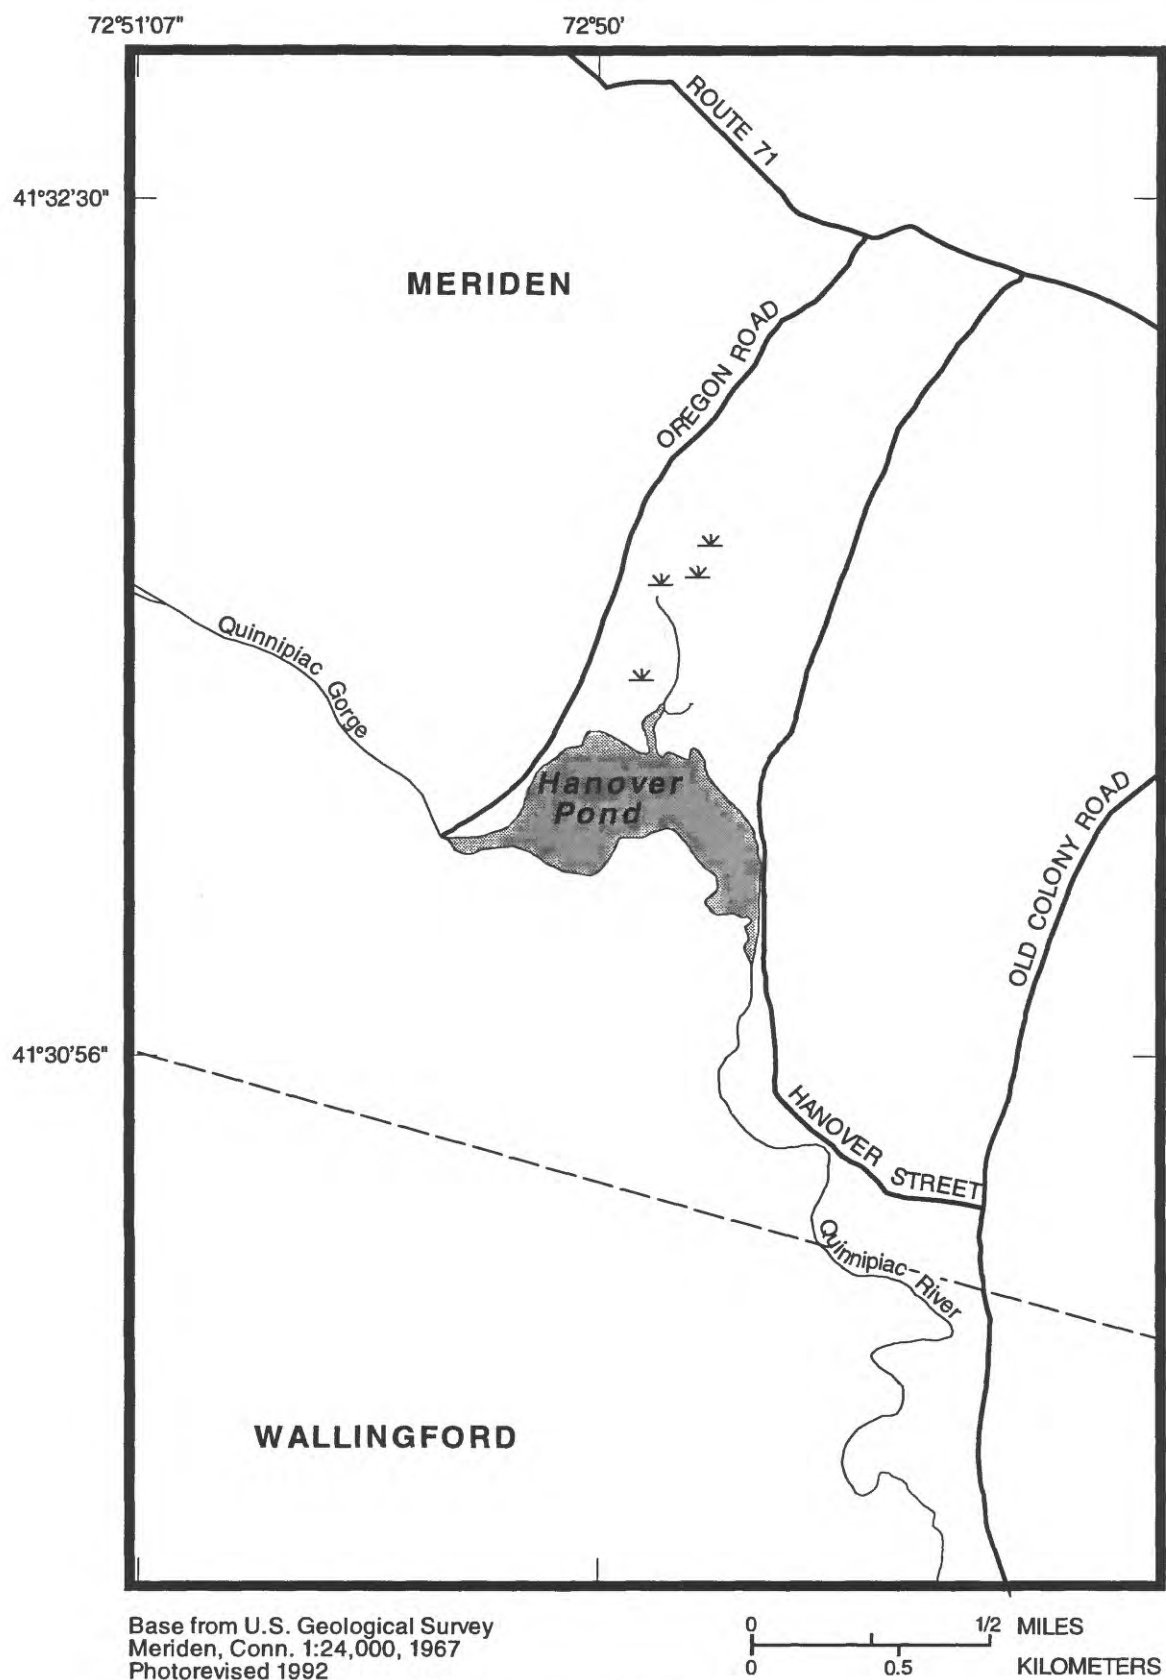 72°51'07"
72°50'
ROUTE 71
41°32'30"
MERIDEN
OREGON ROAD
Quinnipiac Gorge
Hanover
Pond
OLD COLONY ROAD
41°30'56"
HANOVER STREET
Quinnipiac River
WALLINGFORD
Base from U.S. Geological Survey
Meriden, Conn. 1:24,000, 1967
Photorevised 1992
0 1/2 MILES
0 0.5 KILOMETERS